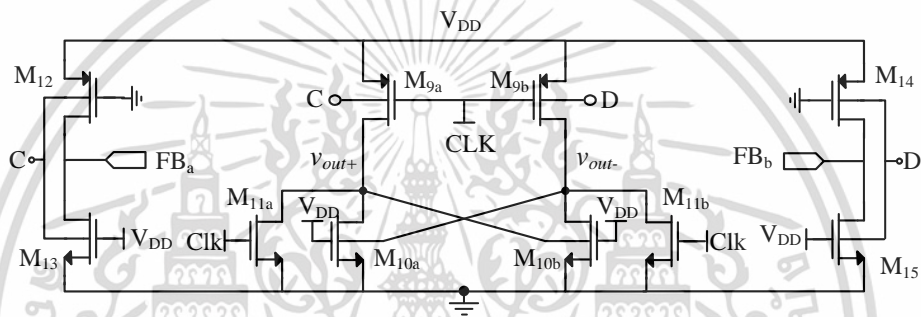 V_DD
M_12
M_9a
M_9b
M_14
C
D
CLK
C
FB_a
v_out+
v_out-
FB_b
D
M_11a
V_DD
V_DD
M_11b
Clk
Clk
V_DD
V_DD
M_13
M_10a
M_10b
M_15